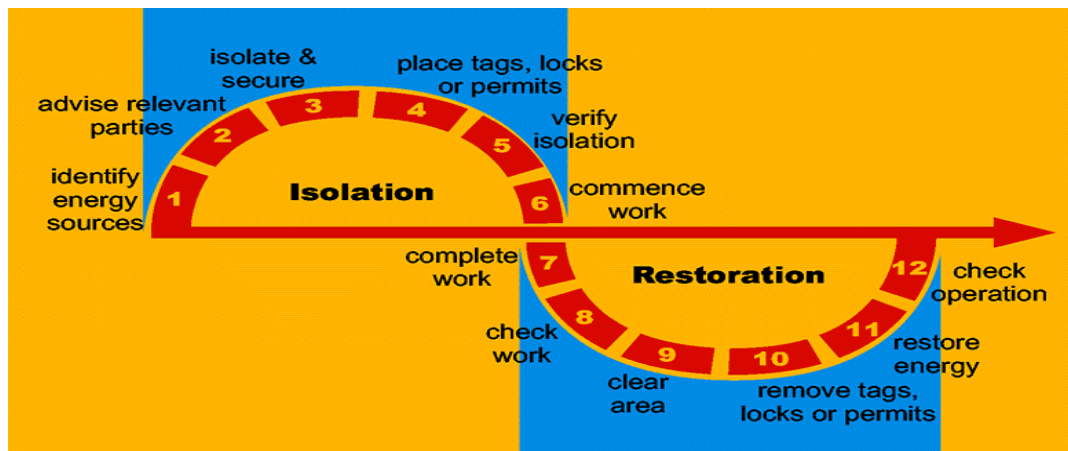 1
identify
energy
sources
2
advise relevant
parties
3
isolate &
secure
4
place tags, locks
or permits
5
verify
isolation
6
commence
work
Isolation
7
complete
work
8
check
work
9
clear
area
10
remove tags,
locks or permits
11
restore
energy
12
check
operation
Restoration